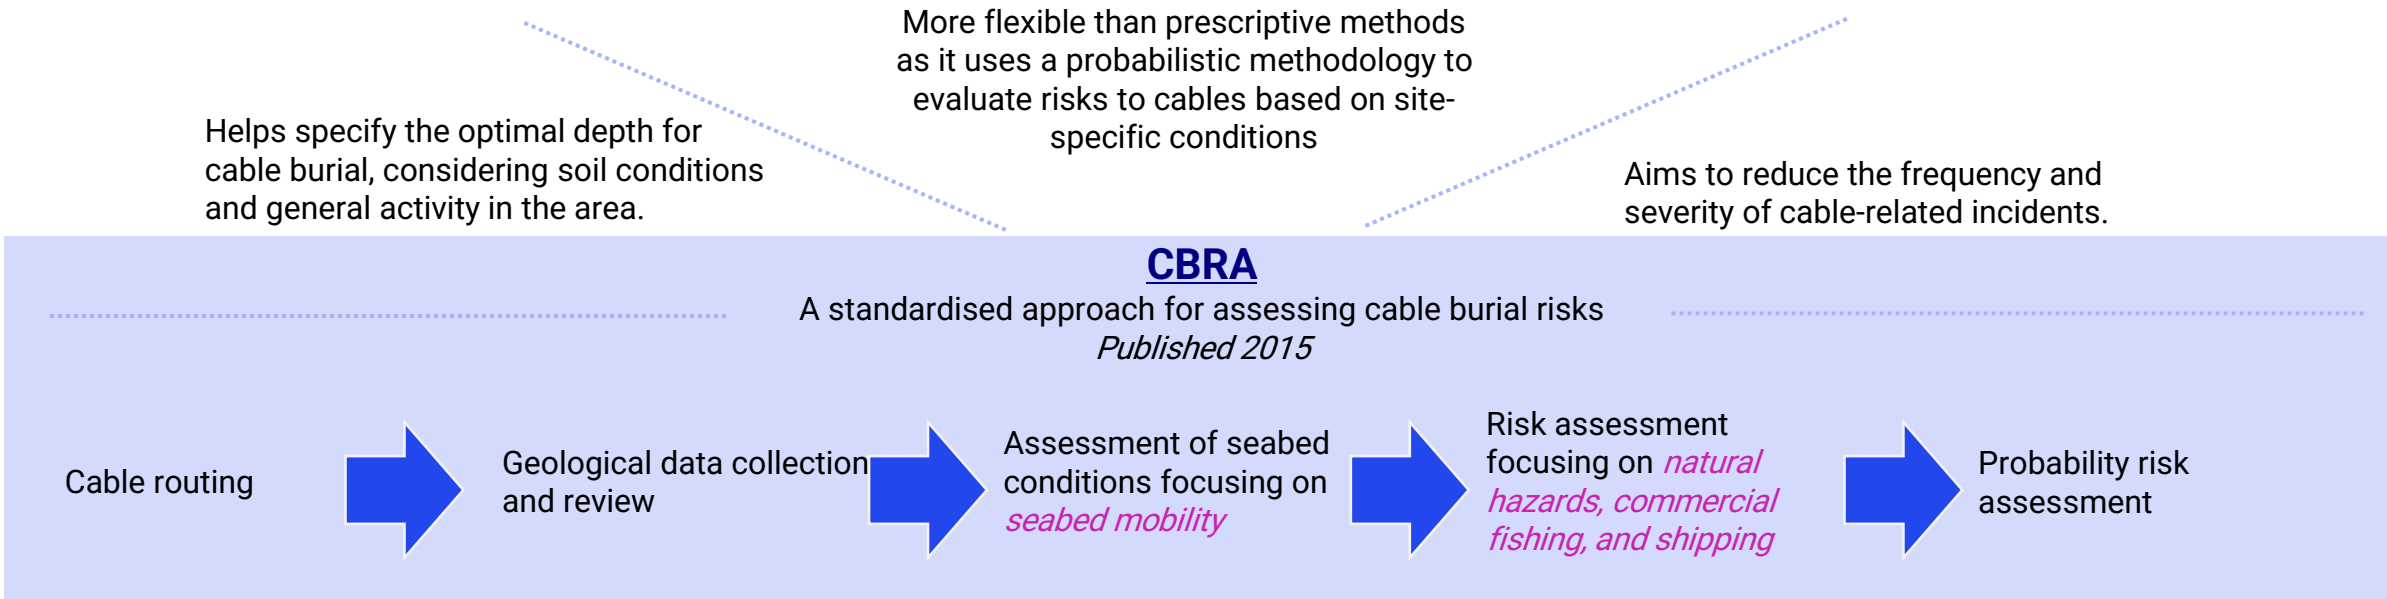 More flexible than prescriptive methods
as it uses a probabilistic methodology to
evaluate risks to cables based on site-
specific conditions
Helps specify the optimal depth for
cable burial, considering soil conditions
and general activity in the area.
Aims to reduce the frequency and
severity of cable-related incidents.
CBRA
A standardised approach for assessing cable burial risks
Published 2015
Cable routing
Geological data collection
and review
Assessment of seabed
conditions focusing on
seabed mobility
Risk assessment
focusing on natural
hazards, commercial
fishing, and shipping
Probability risk
assessment